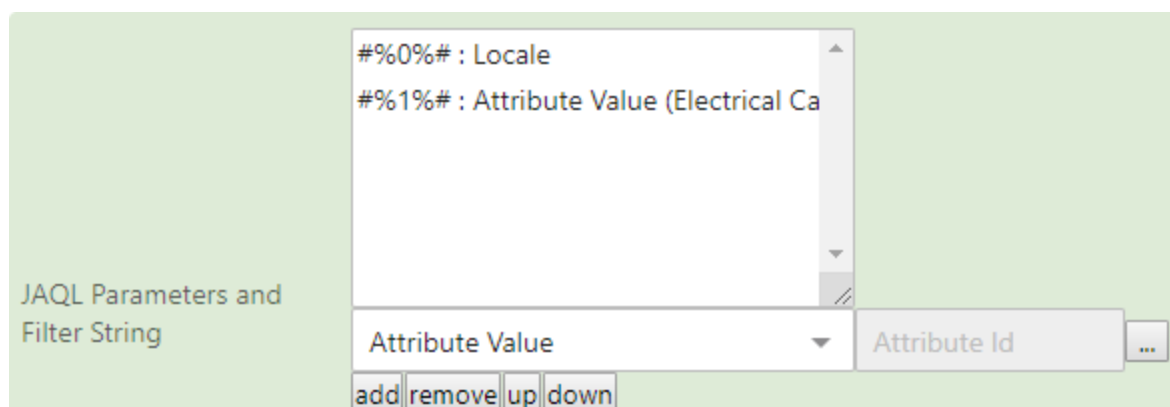 #%0%# : Locale
#%1%# : Attribute Value (Electrical Ca
JAQL Parameters and
Filter String
Attribute Value
Attribute Id
...
add remove up down